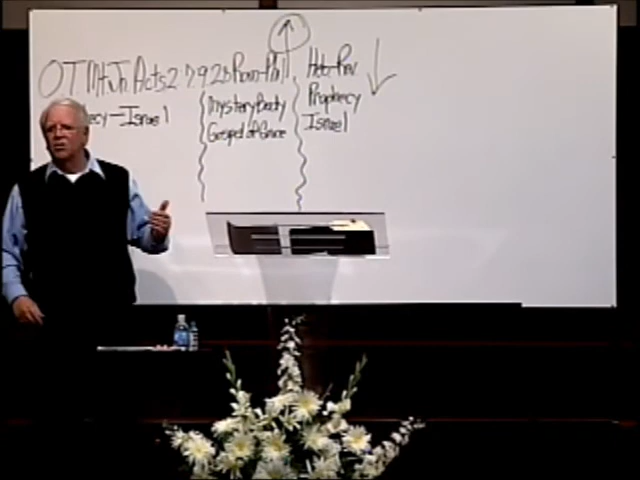 OT Mt-Jn Acts 2 7 9 28 Rom-Phil Heb-Rev
ecy-Israel
Mystery Body
Gospel of Grace
Prophecy
Israel